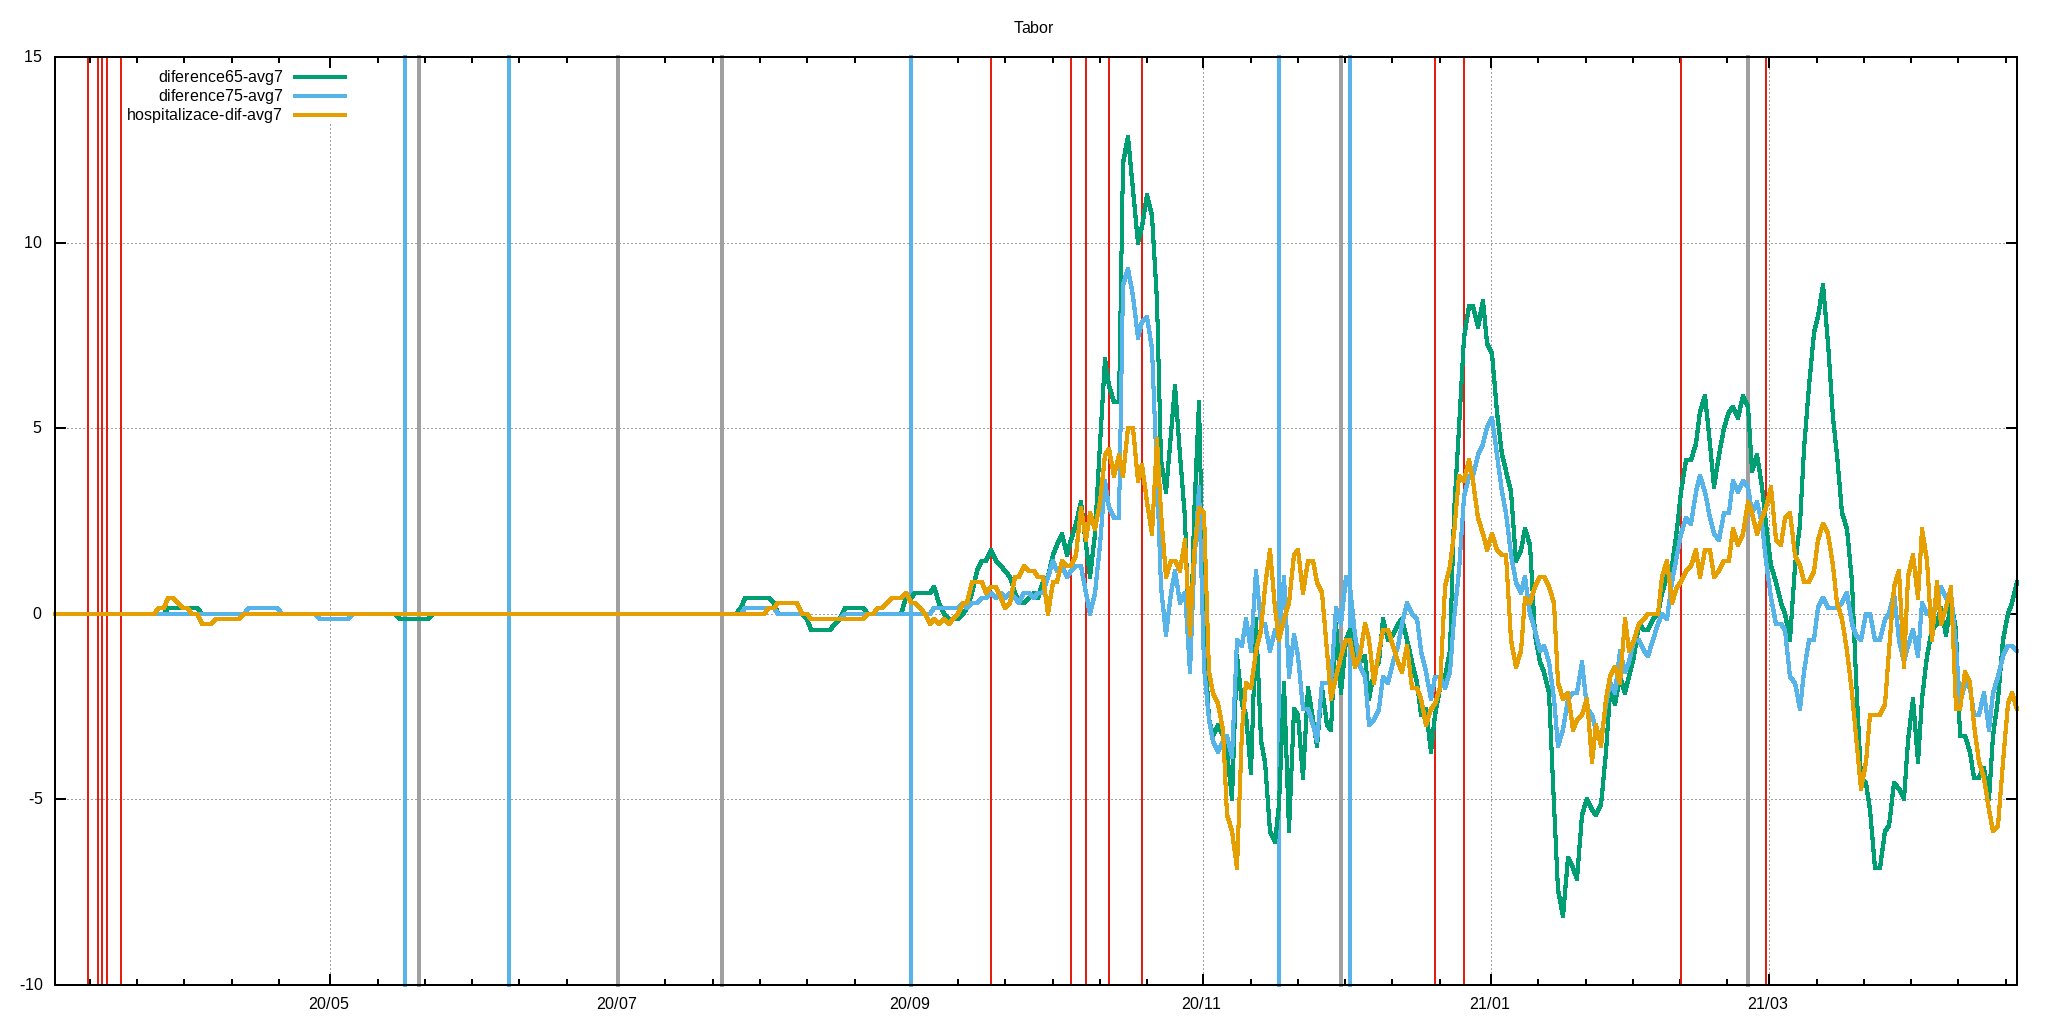 Tabor
15
diference65-avg7
diference75-avg7
hospitalizace-dif-avg7
10
5
0
-5
-10
20/05 20/07 20/09 20/11 21/01 21/03